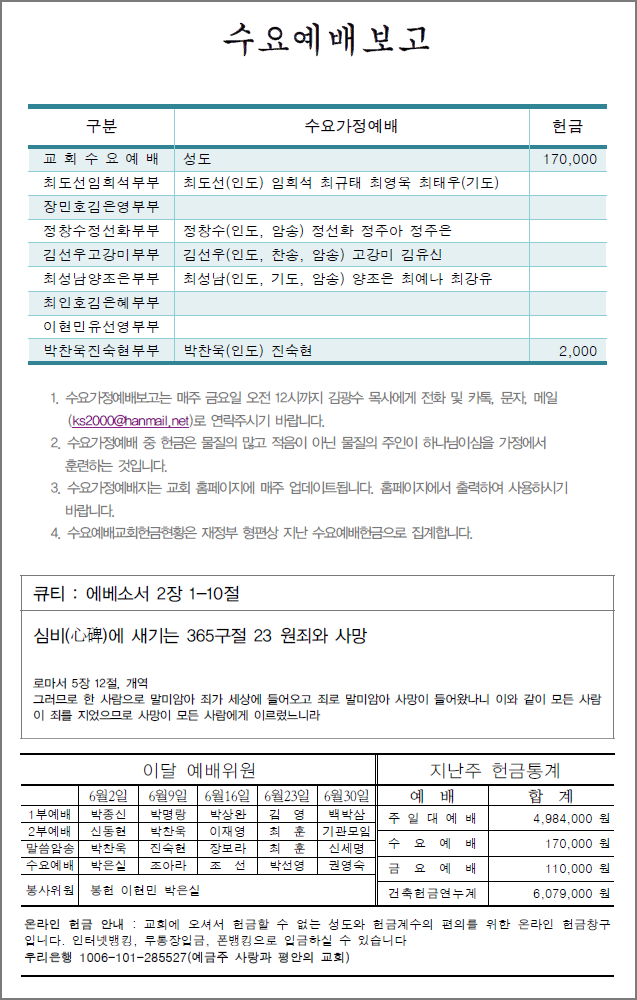 수요예배보고
구분 수요가정예배 헌금
교 회 수 요 예 배 성도 170,000
최도선임희석부부 최도선(인도) 임희석 최규태 최영욱 최태우(기도)
장민호김은영부부
정창수정선화부부 정창수(인도, 암송) 정선화 정주아 정주은
김선우고강미부부 김선우(인도, 찬송, 암송) 고강미 김유신
최성남양조은부부 최성남(인도, 기도, 암송) 양조은 최예나 최강유
최인호김은혜부부
이현민유선영부부
박찬욱진숙현부부 박찬욱(인도) 진숙현 2,000
1. 수요가정예배보고는 매주 금요일 오전 12시까지 김광수 목사에게 전화 및 카톡, 문자, 메일
(ks2000@hanmail.net)로 연락주시기 바랍니다.
2. 수요가정예배 중 헌금은 물질의 많고 적음이 아닌 물질의 주인이 하나님이심을 가정에서
훈련하는 것입니다.
3. 수요가정예배지는 교회 홈페이지에 매주 업데이트됩니다. 홈페이지에서 출력하여 사용하시기
바랍니다.
4. 수요예배교회헌금현황은 재정부 형편상 지난 수요예배헌금으로 집계합니다.
큐티 : 에베소서 2장 1-10절
심비(心碑)에 새기는 365구절 23 원죄와 사망
로마서 5장 12절, 개역
그러므로 한 사람으로 말미암아 죄가 세상에 들어오고 죄로 말미암아 사망이 들어왔나니 이와 같이 모든 사람
이 죄를 지었으므로 사망이 모든 사람에게 이르렀느니라
이달 예배위원 지난주 헌금통계
6월2일 6월9일 6월16일 6월23일 6월30일 예 배 합 계
1부예배 박종신 박명랑 박상완 김 영 백박삼
주 일 대 예 배 4,984,000 원
2부예배 신동현 박찬욱 이재영 최 훈 기관모임
수 요 예 배 170,000 원
말씀암송 박찬욱 진숙현 장보라 최 훈 신세명
수요예배 박은실 조아라 조 선 박선영 권영숙
금 요 예 배 110,000 원
봉사위원 봉헌 이현민 박은실
건축헌금연누계 6,079,000 원
온라인 헌금 안내 : 교회에 오셔서 헌금할 수 없는 성도와 헌금계수의 편의를 위한 온라인 헌금창구
입니다. 인터넷뱅킹, 무통장입금, 폰뱅킹으로 입금하실 수 있습니다
우리은행 1006-101-285527(예금주 사랑과 평안의 교회)